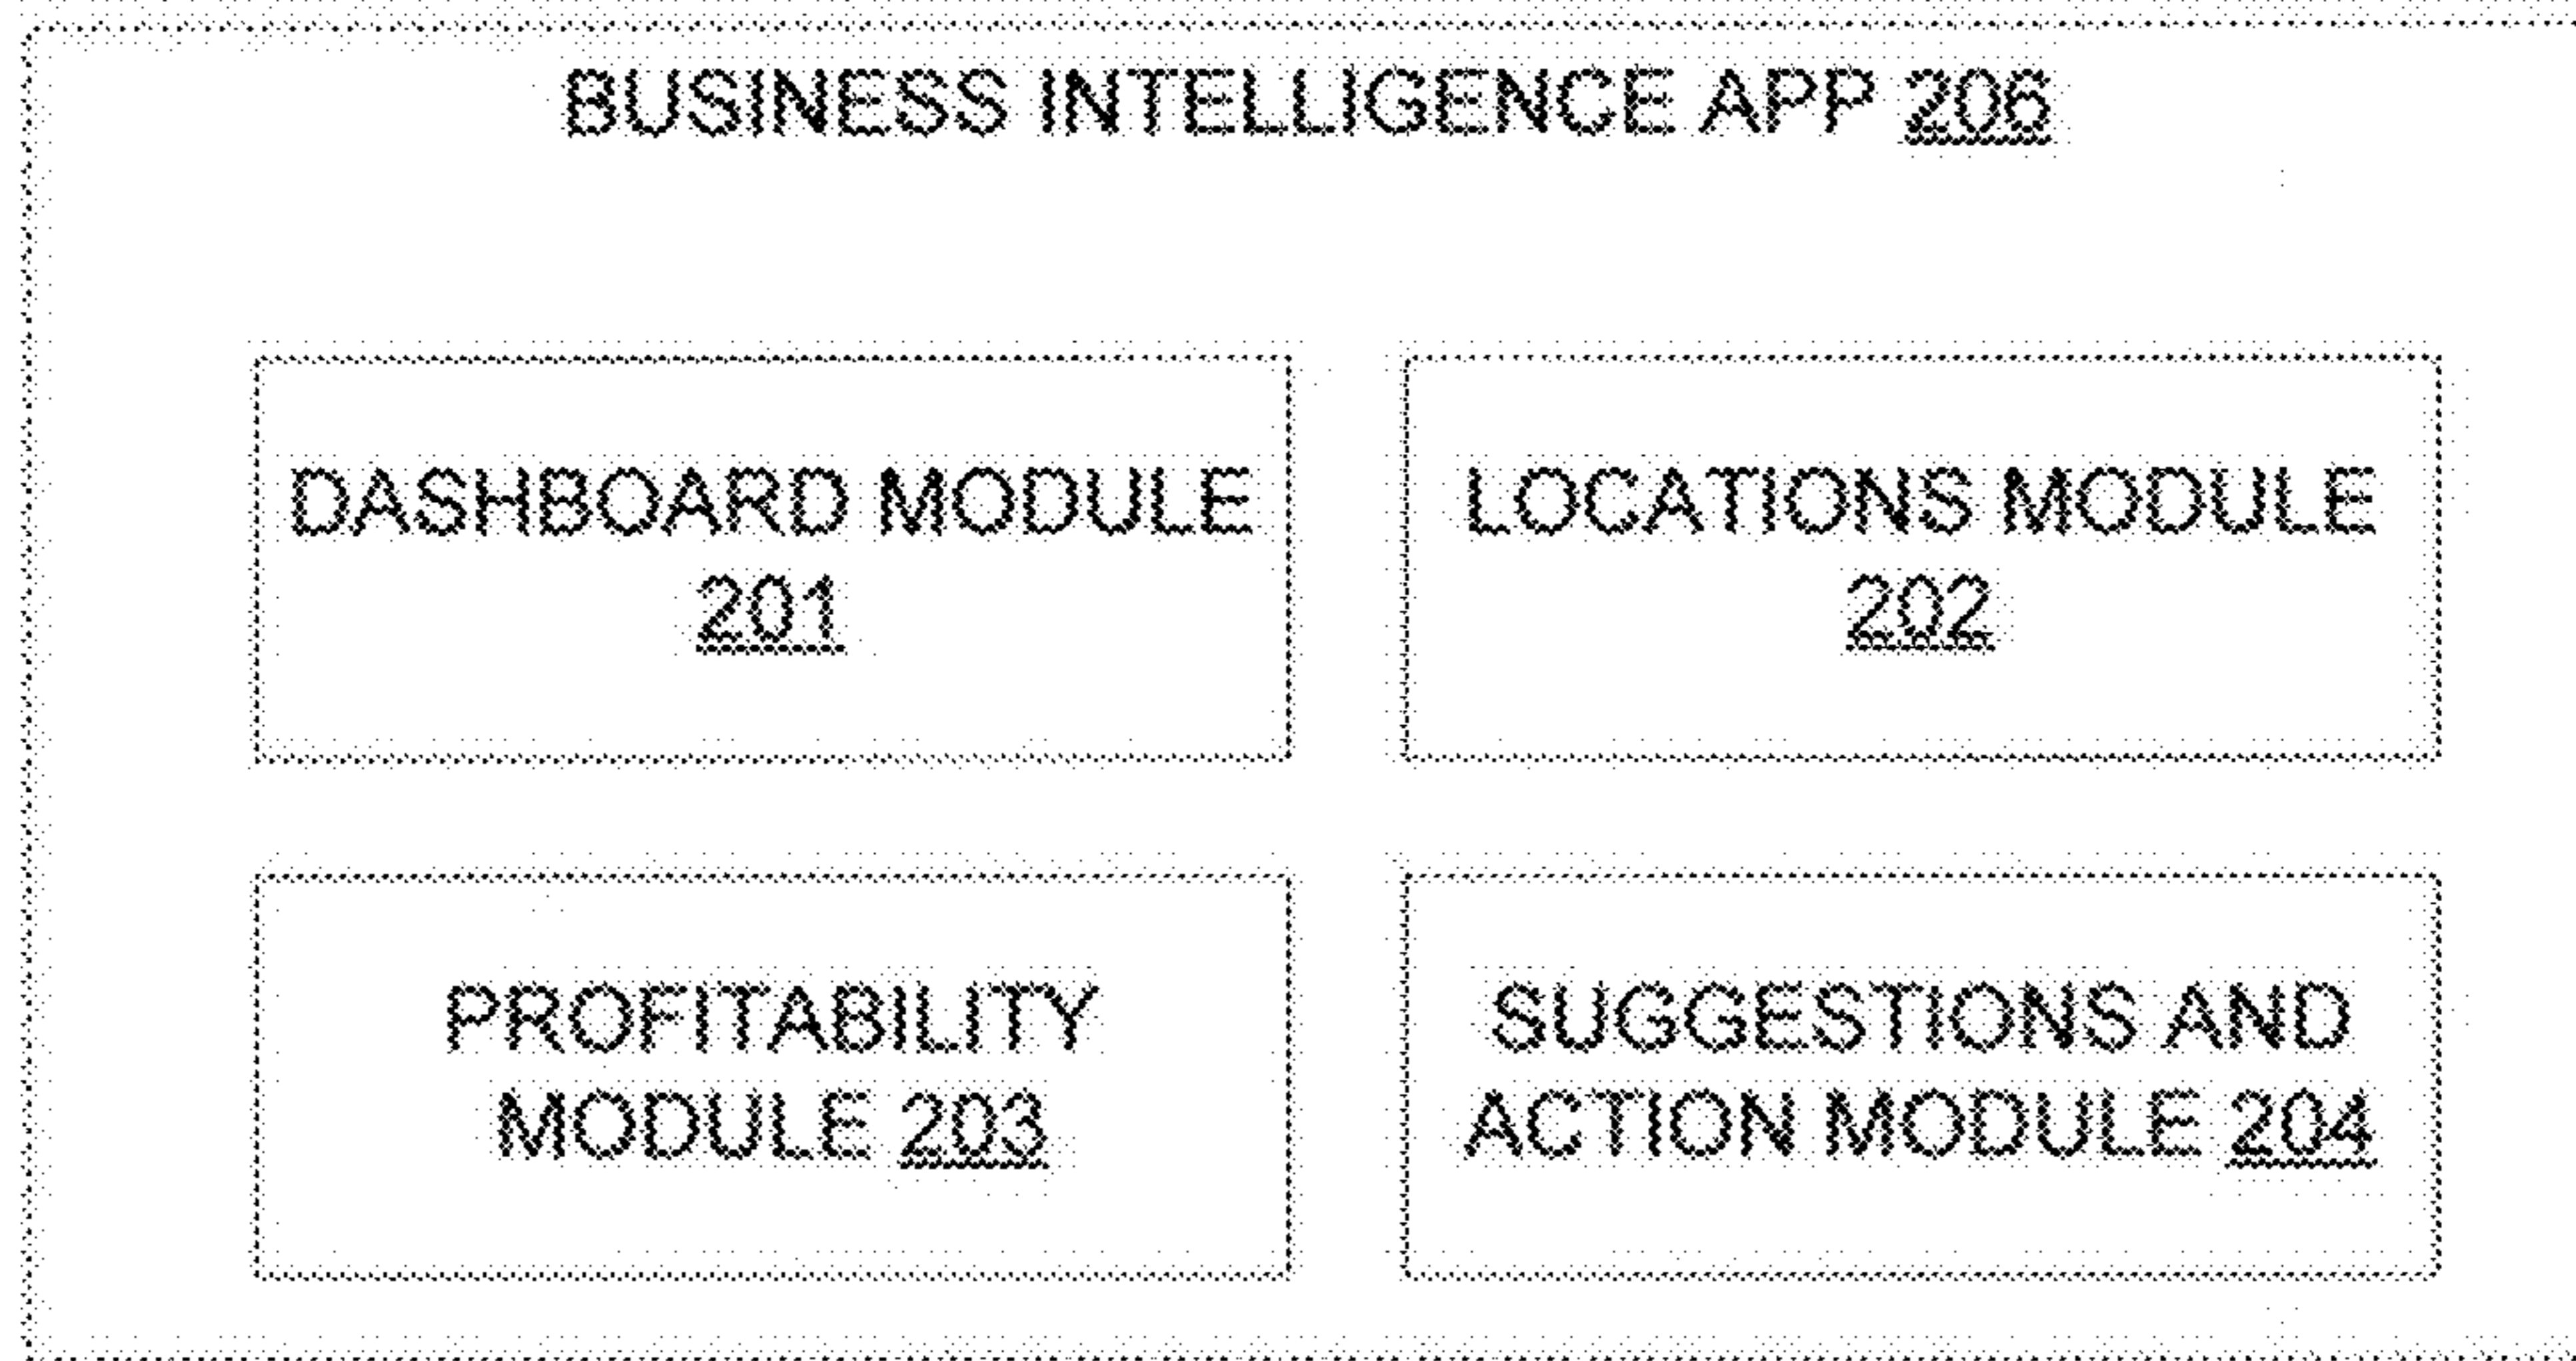 BUSINESS INTELLIGENCE APP 206
DASHBOARD MODULE
201
LOCATIONS MODULE
202
PROFITABILITY
MODULE 203
SUGGESTIONS AND
ACTION MODULE 204